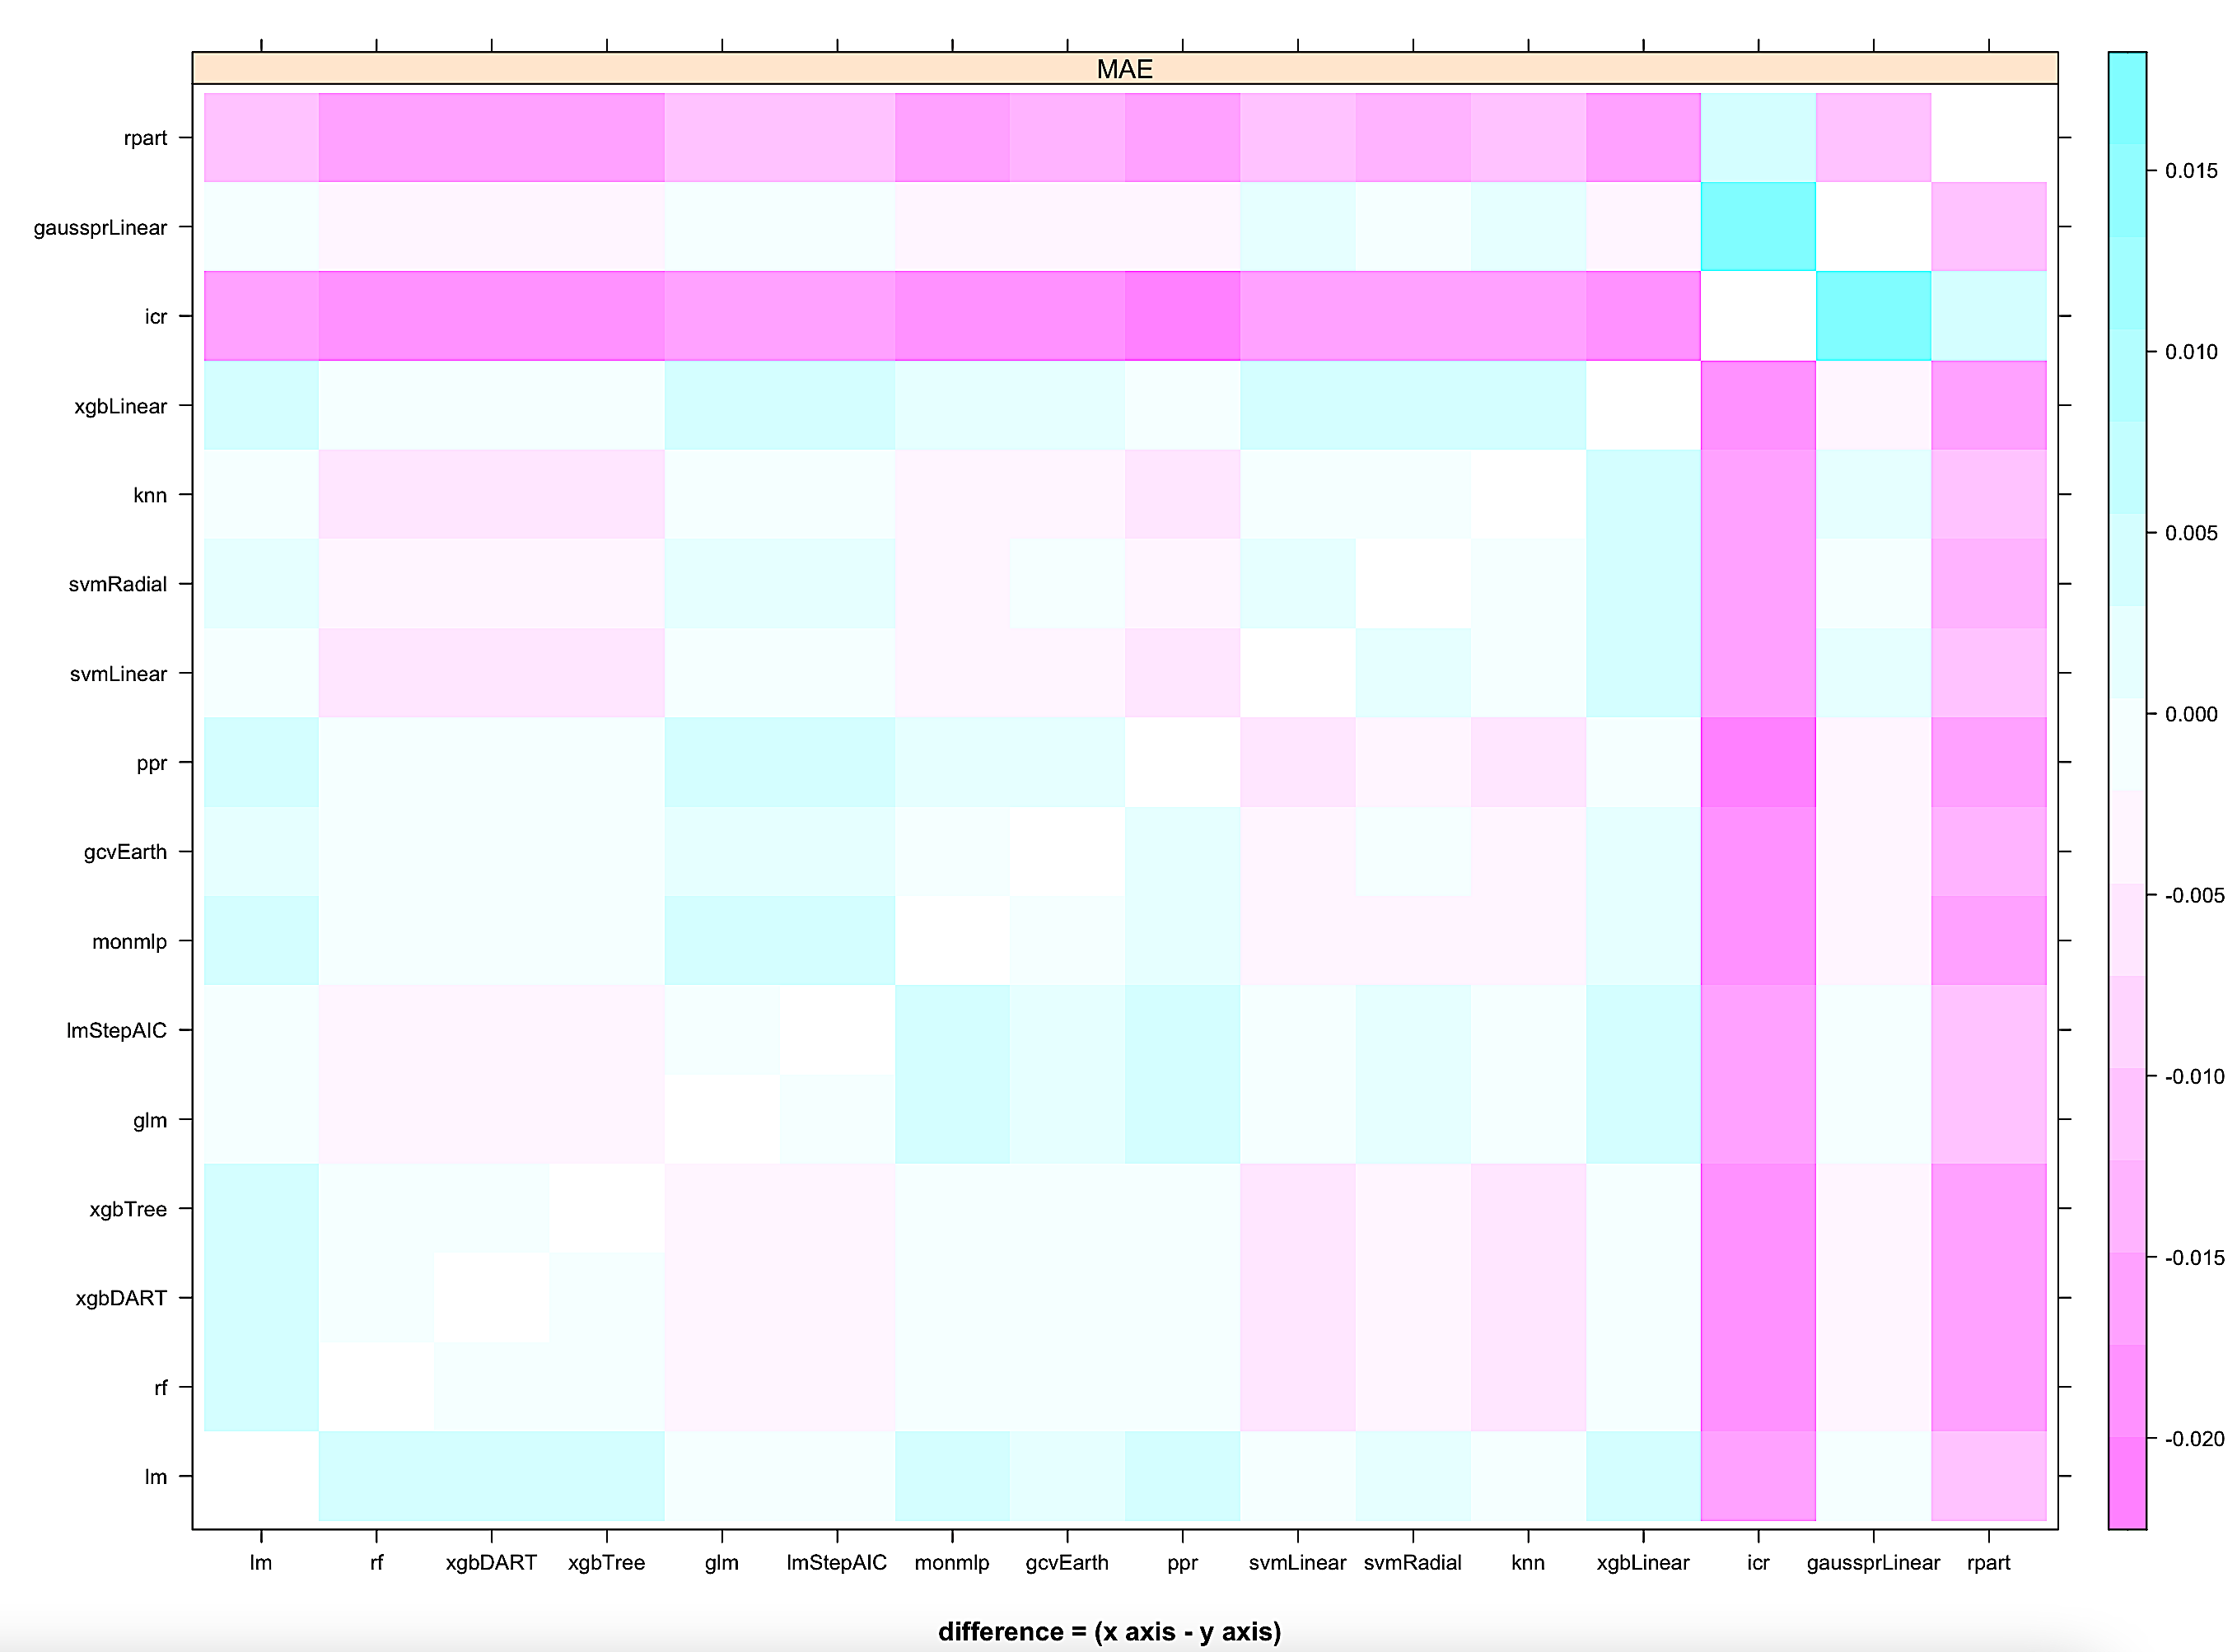 MAE
rpart
gaussprLinear
icr
xgbLinear
knn
svmRadial
svmLinear
ppr
gcvEarth
monmlp
lmStepAIC
glm
xgbTree
xgbDART
rf
lm
lm rf xgbDART xgbTree glm lmStepAIC monmlp gcvEarth ppr svmLinear svmRadial knn xgbLinear icr gaussprLinear rpart
difference = (x axis - y axis)
0.015
0.010
0.005
0.000
-0.005
-0.010
-0.015
-0.020